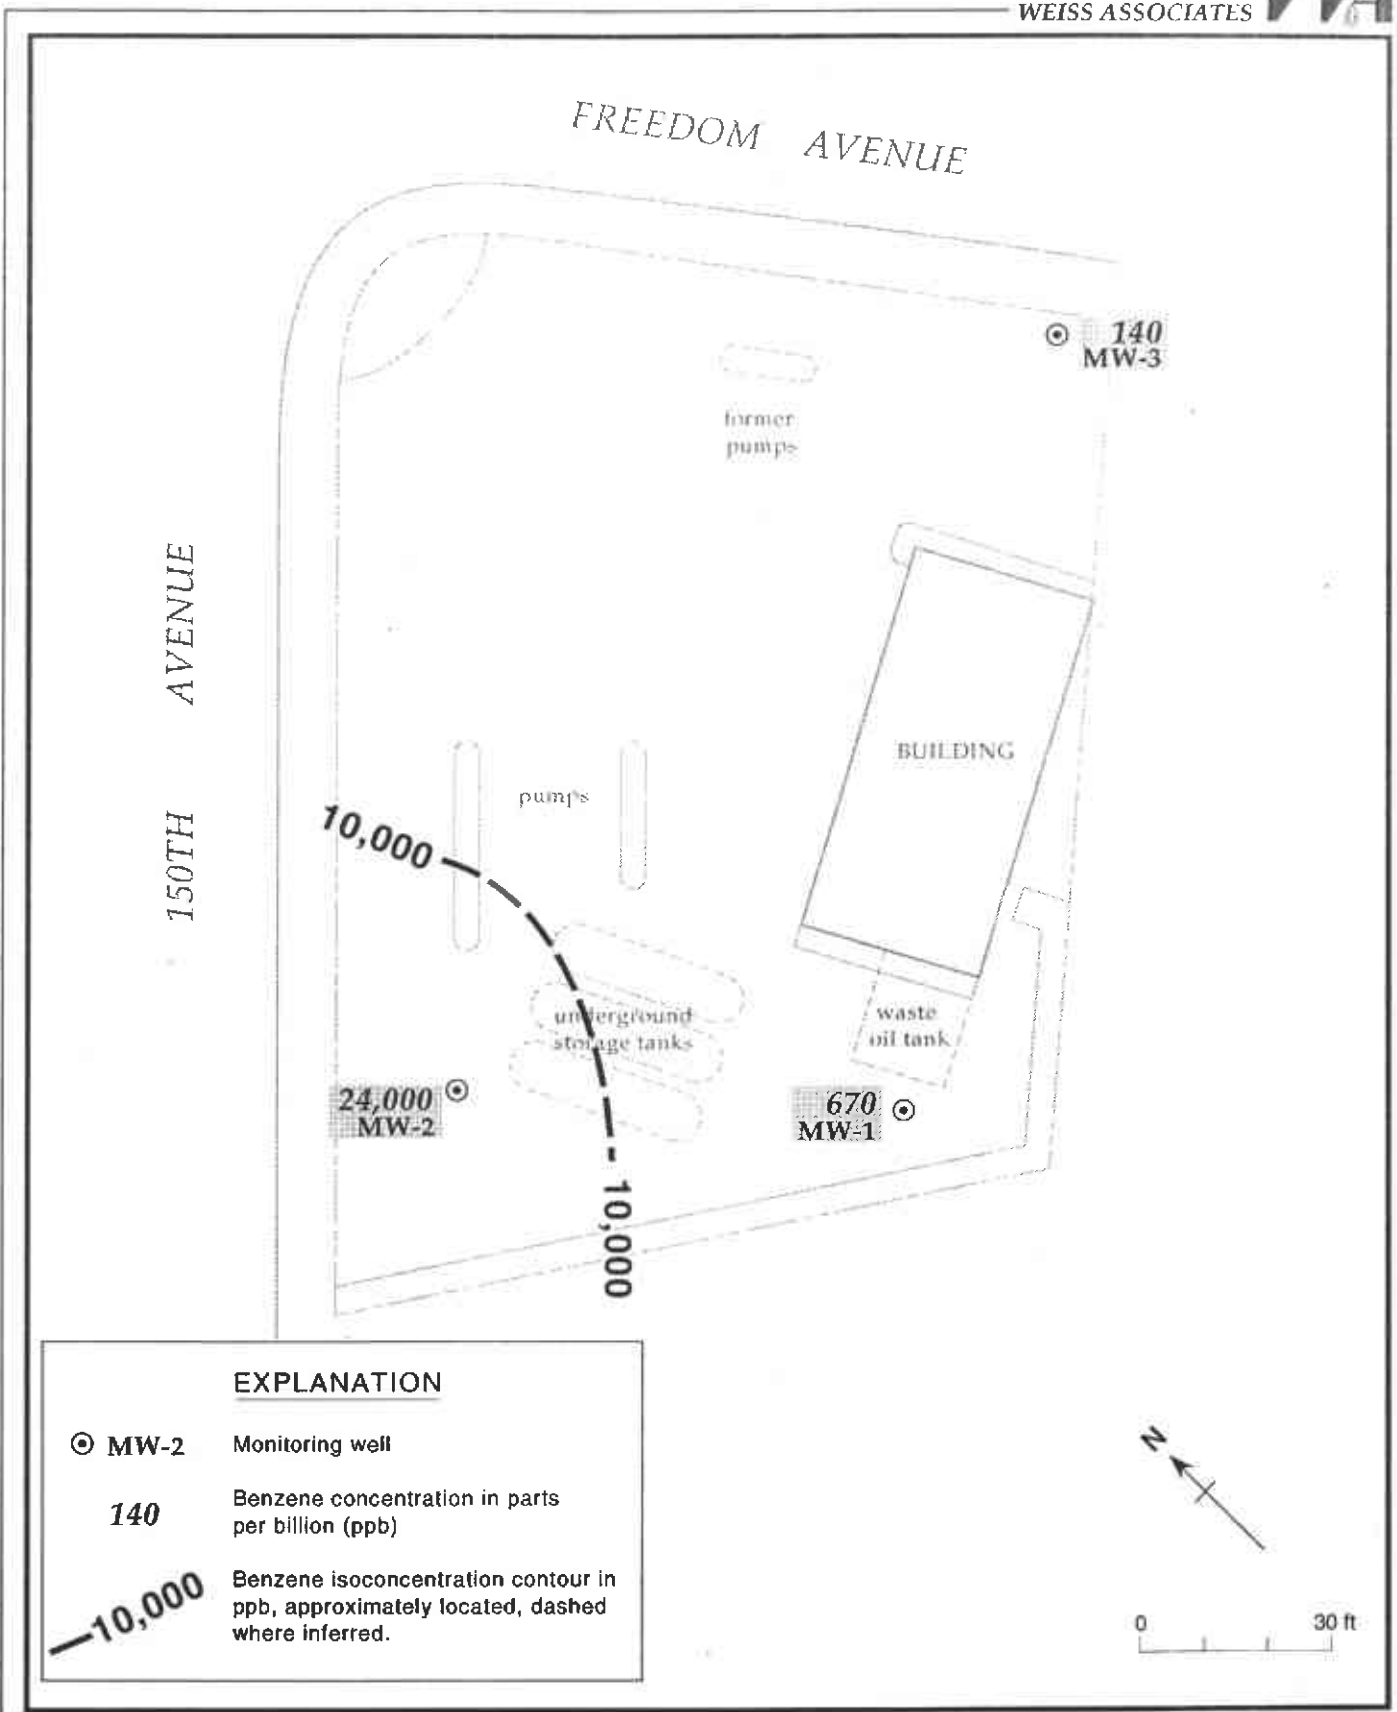 WEISS ASSOCIATES
FREEDOM AVENUE
140
MW-3
former
pumps
150TH AVENUE
BUILDING
pumps
10,000
underground
storage tanks
waste
oil tank
24,000
MW-2
670
MW-1
10,000
EXPLANATION
MW-2 Monitoring well
140 Benzene concentration in parts
per billion (ppb)
10,000 Benzene isoconcentration contour in
ppb, approximately located, dashed
where inferred.
N
0 30 ft